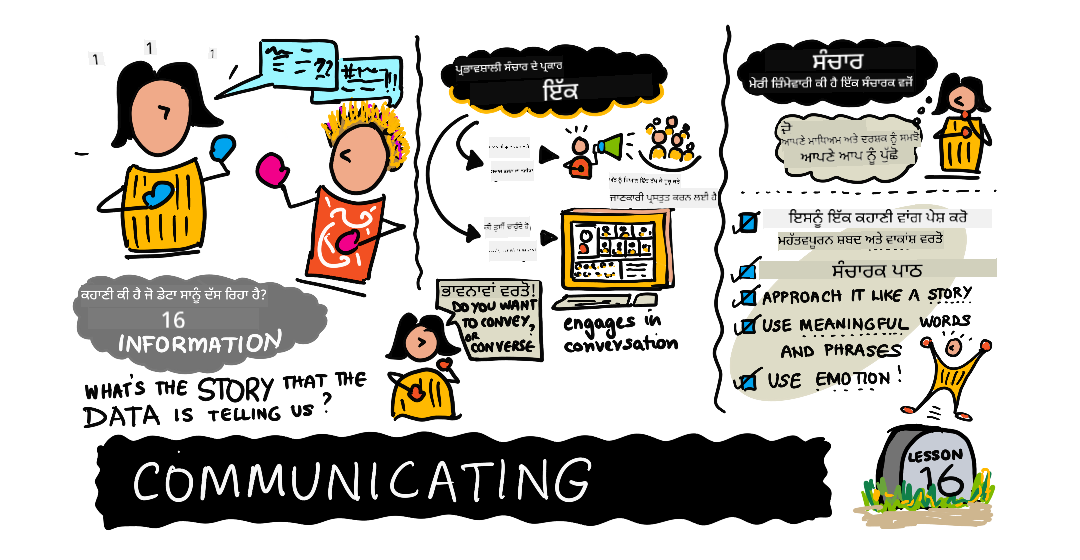 1
1
1
ਕਹਾਣੀ ਕੀ ਹੈ ਜੋ ਡੇਟਾ ਸਾਨੂੰ ਦੱਸ ਰਿਹਾ ਹੈ?
16
INFORMATION
WHAT'S THE STORY THAT THE
DATA IS TELLING US?
ਪ੍ਰਭਾਵਸ਼ਾਲੀ ਸੰਚਾਰ ਦੇ ਪ੍ਰਕਾਰ
ਇੱਕ
ਜਾਣਕਾਰੀ ਪ੍ਰਸਤੁਤ ਕਰਨ ਲਈ ਹੈ
ਭਾਵਨਾਵਾਂ ਵਰਤੋ!
DO YOU WANT
TO CONVEY,
OR
CONVERSE?
engages in
conversation
ਸੰਚਾਰ
ਮੇਰੀ ਜ਼ਿੰਮੇਵਾਰੀ ਕੀ ਹੈ ਇੱਕ ਸੰਚਾਰਕ ਵਜੋਂ
ਦੋ
ਆਪਣੇ ਮਾਧਿਅਮ ਅਤੇ ਦਰਸ਼ਕ ਨੂੰ ਸਮਝੋ
ਆਪਣੇ ਆਪ ਨੂੰ ਪੁੱਛੋ
ਇਸਨੂੰ ਇੱਕ ਕਹਾਣੀ ਵਾਂਗ ਪੇਸ਼ ਕਰੋ
ਮਹੱਤਵਪੂਰਨ ਸ਼ਬਦ ਅਤੇ ਵਾਕਾਂਸ਼ ਵਰਤੋ
ਸੰਚਾਰਕ ਪਾਠ
APPROACH IT LIKE A STORY
USE MEANINGFUL WORDS
AND PHRASES
USE EMOTION!
COMMUNICATING
LESSON
16